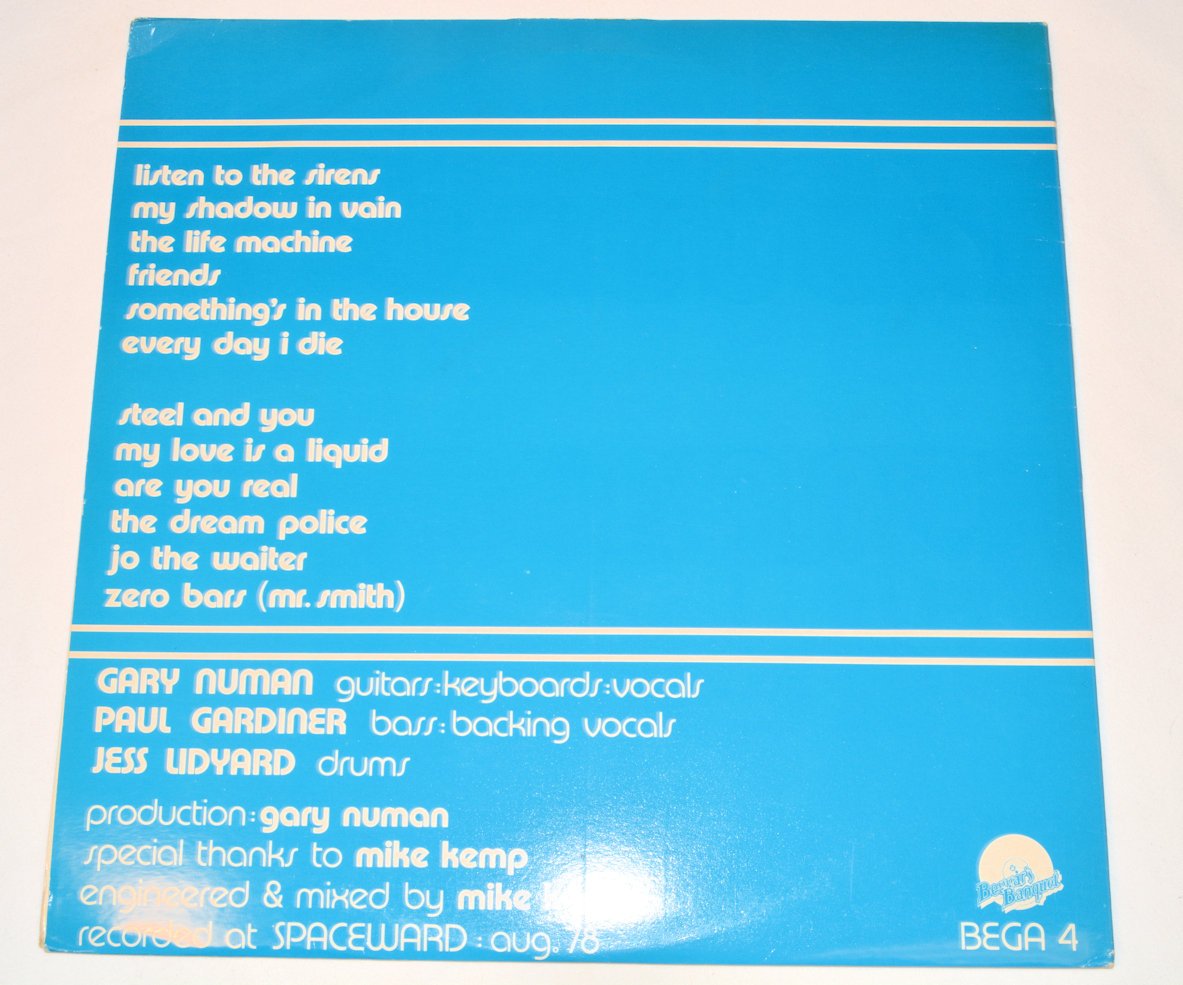 listen to the sirens
my shadow in vain
the life machine
friends
something's in the house
every day i die
steel and you
my love is a liquid
are you real
the dream police
jo the waiter
zero bars (mr. smith)
GARY NUMAN guitars:keyboards:vocals
PAUL GARDINER bass:backing vocals
JESS LIDYARD drums
production:gary numan
special thanks to mike kemp
engineered & mixed by mike
recorded at SPACEWARD : aug. 78
Beggars
Banquet
BEGA 4